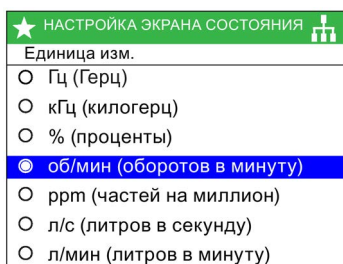 НАСТРОЙКА ЭКРАНА СОСТОЯНИЯ
Единица изм.
Гц (Герц)
кГц (килогерц)
% (проценты)
об/мин (оборотов в минуту)
ppm (частей на миллион)
л/с (литров в секунду)
л/мин (литров в минуту)